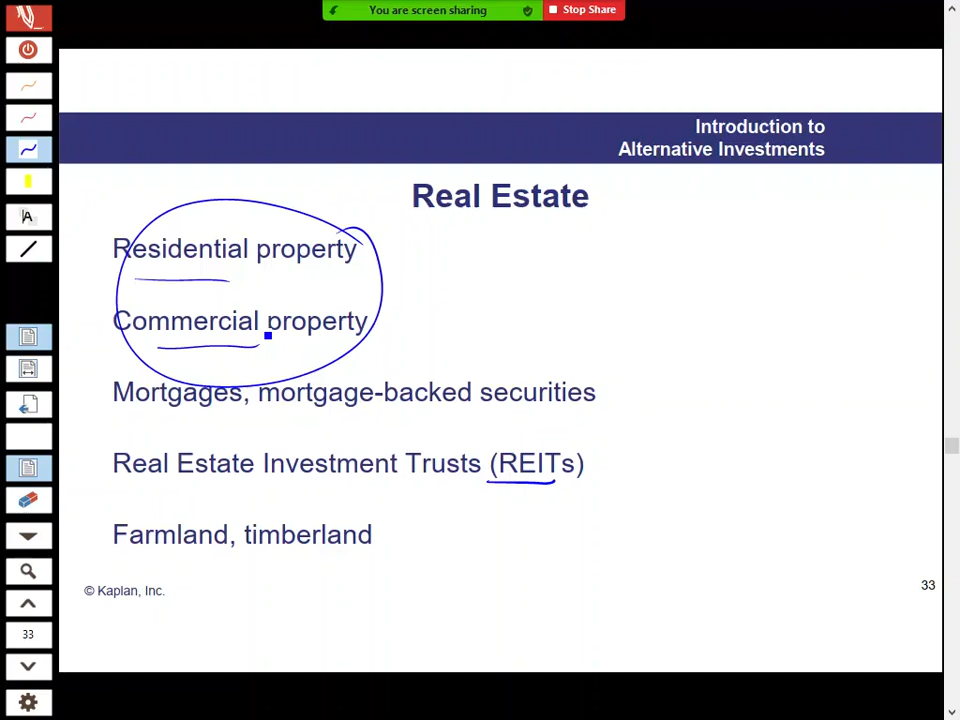 You are screen sharing
Stop Share
Introduction to
Alternative Investments
Real Estate
Residential property
Commercial property
Mortgages, mortgage-backed securities
Real Estate Investment Trusts (REITs)
Farmland, timberland
© Kaplan, Inc.
33
A
33